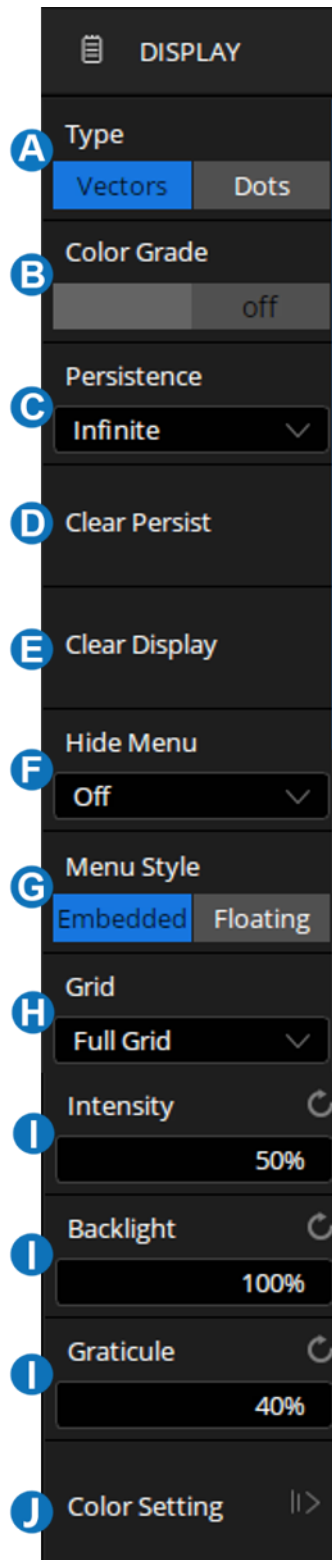 DISPLAY
A
Type
Vectors Dots
B
Color Grade
off
C
Persistence
Infinite
D
Clear Persist
E
Clear Display
F
Hide Menu
Off
G
Menu Style
Embedded Floating
H
Grid
Full Grid
I
Intensity
50%
I
Backlight
100%
I
Graticule
40%
J
Color Setting